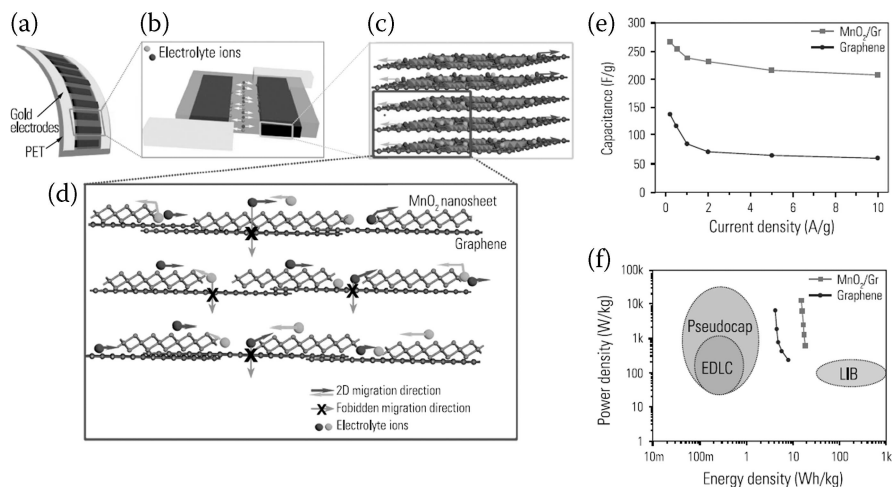 (a)
(b)
Electrolyte ions
Gold
electrodes
PET
(c)
(d)
MnO2 nanosheet
Graphene
2D migration direction
Fobidden migration direction
Electrolyte ions
(e)
Capacitance (F/g)
300
250
200
150
100
50
0
MnO2/Gr
Graphene
0 2 4 6 8 10
Current density (A/g)
(f)
Power density (W/kg)
100k
10k
1k
100
10
1
MnO2/Gr
Graphene
Pseudocap
EDLC
LIB
10m 100m 1 10 100 1k
Energy density (Wh/kg)